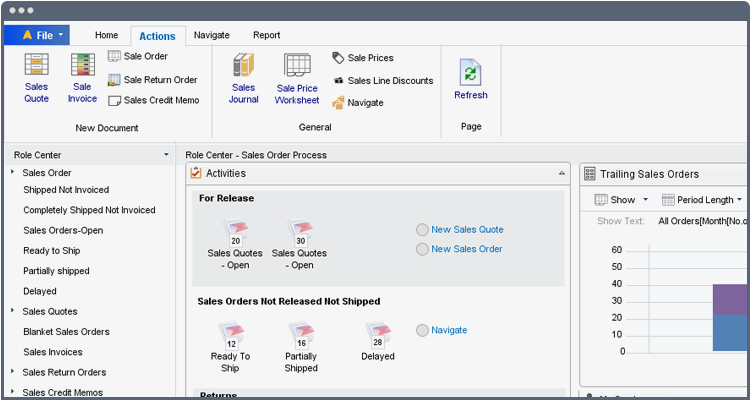 File Home Actions Navigate Report
Sales Quote
Sale Invoice
Sale Order
Sale Return Order
Sales Credit Memo
New Document
Sales Journal
Sale Price Worksheet
Sale Prices
Sales Line Discounts
Navigate
General
Refresh
Page
Role Center
Sales Order
Shipped Not Invoiced
Completely Shipped Not Invoiced
Sales Orders-Open
Ready to Ship
Partially shipped
Delayed
Sales Quotes
Blanket Sales Orders
Sales Invoices
Sales Return Orders
Sales Credit Memos
Role Center - Sales Order Process
Activities
For Release
20
Sales Quotes
- Open
30
Sales Quotes
- Open
New Sales Quote
New Sales Order
Sales Orders Not Released Not Shipped
12
Ready To
Ship
16
Partially
Shipped
28
Delayed
Navigate
Returns
Trailing Sales Orders
Show Period Length
Show Text: All Orders[Month[No.o
60
50
40
30
20
10
0